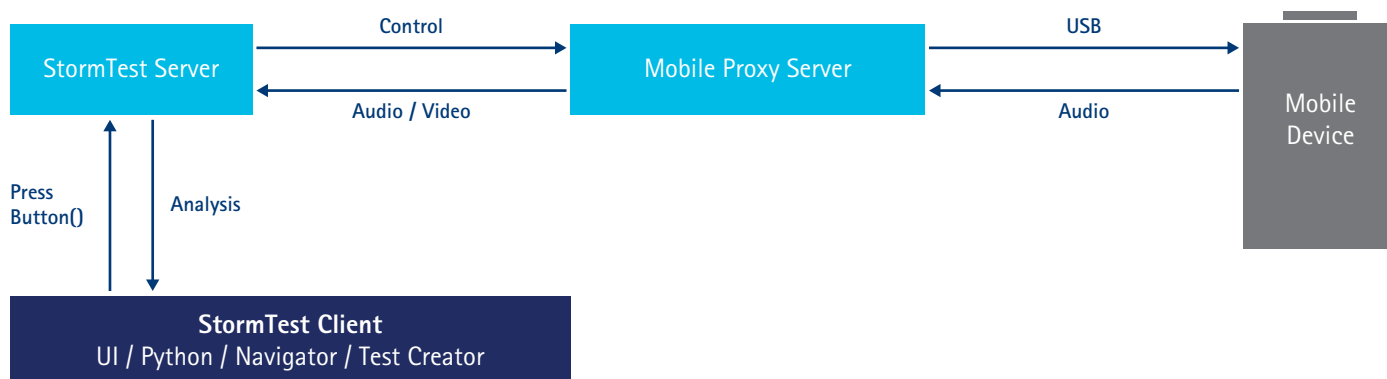 Control
USB
StormTest Server
Mobile Proxy Server
Audio / Video
Audio
Mobile
Device
Press
Button()
Analysis
StormTest Client
UI / Python / Navigator / Test Creator